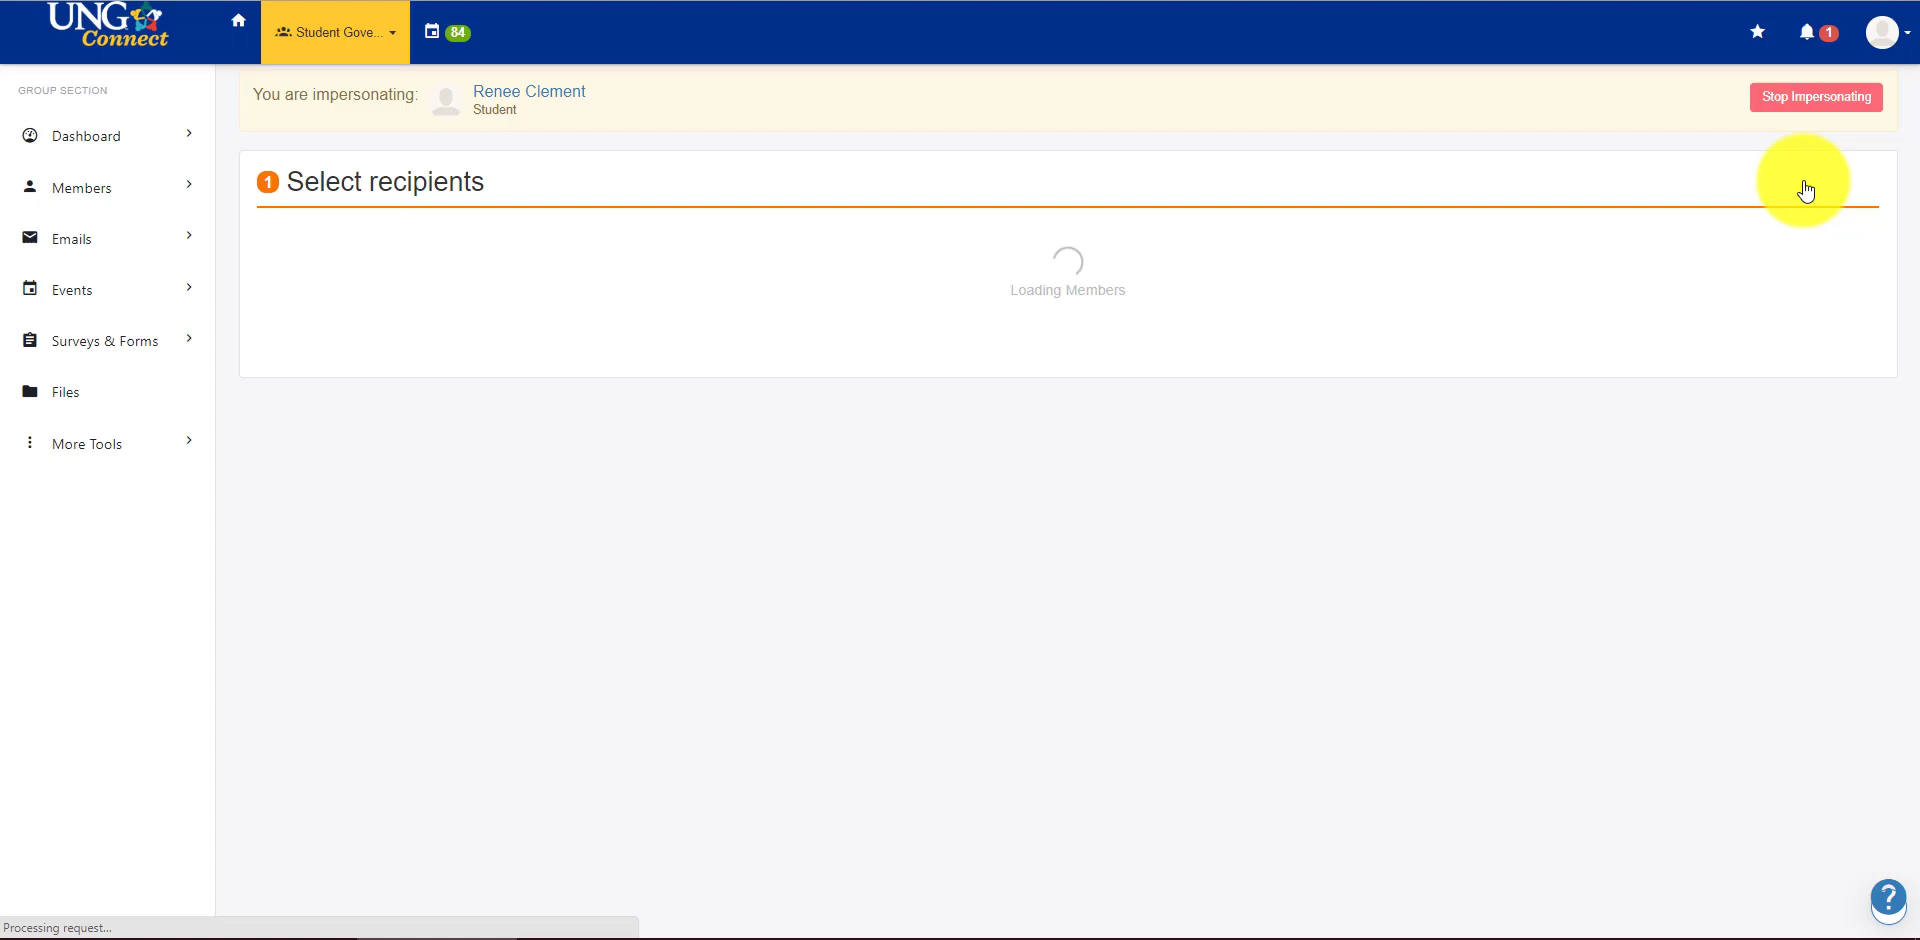 UNG
Connect
Student Gove...
84
1
GROUP SECTION
Dashboard
Members
Emails
Events
Surveys & Forms
Files
More Tools
You are impersonating:
Renee Clement
Student
Stop Impersonating
1 Select recipients
Loading Members
?
Processing request...